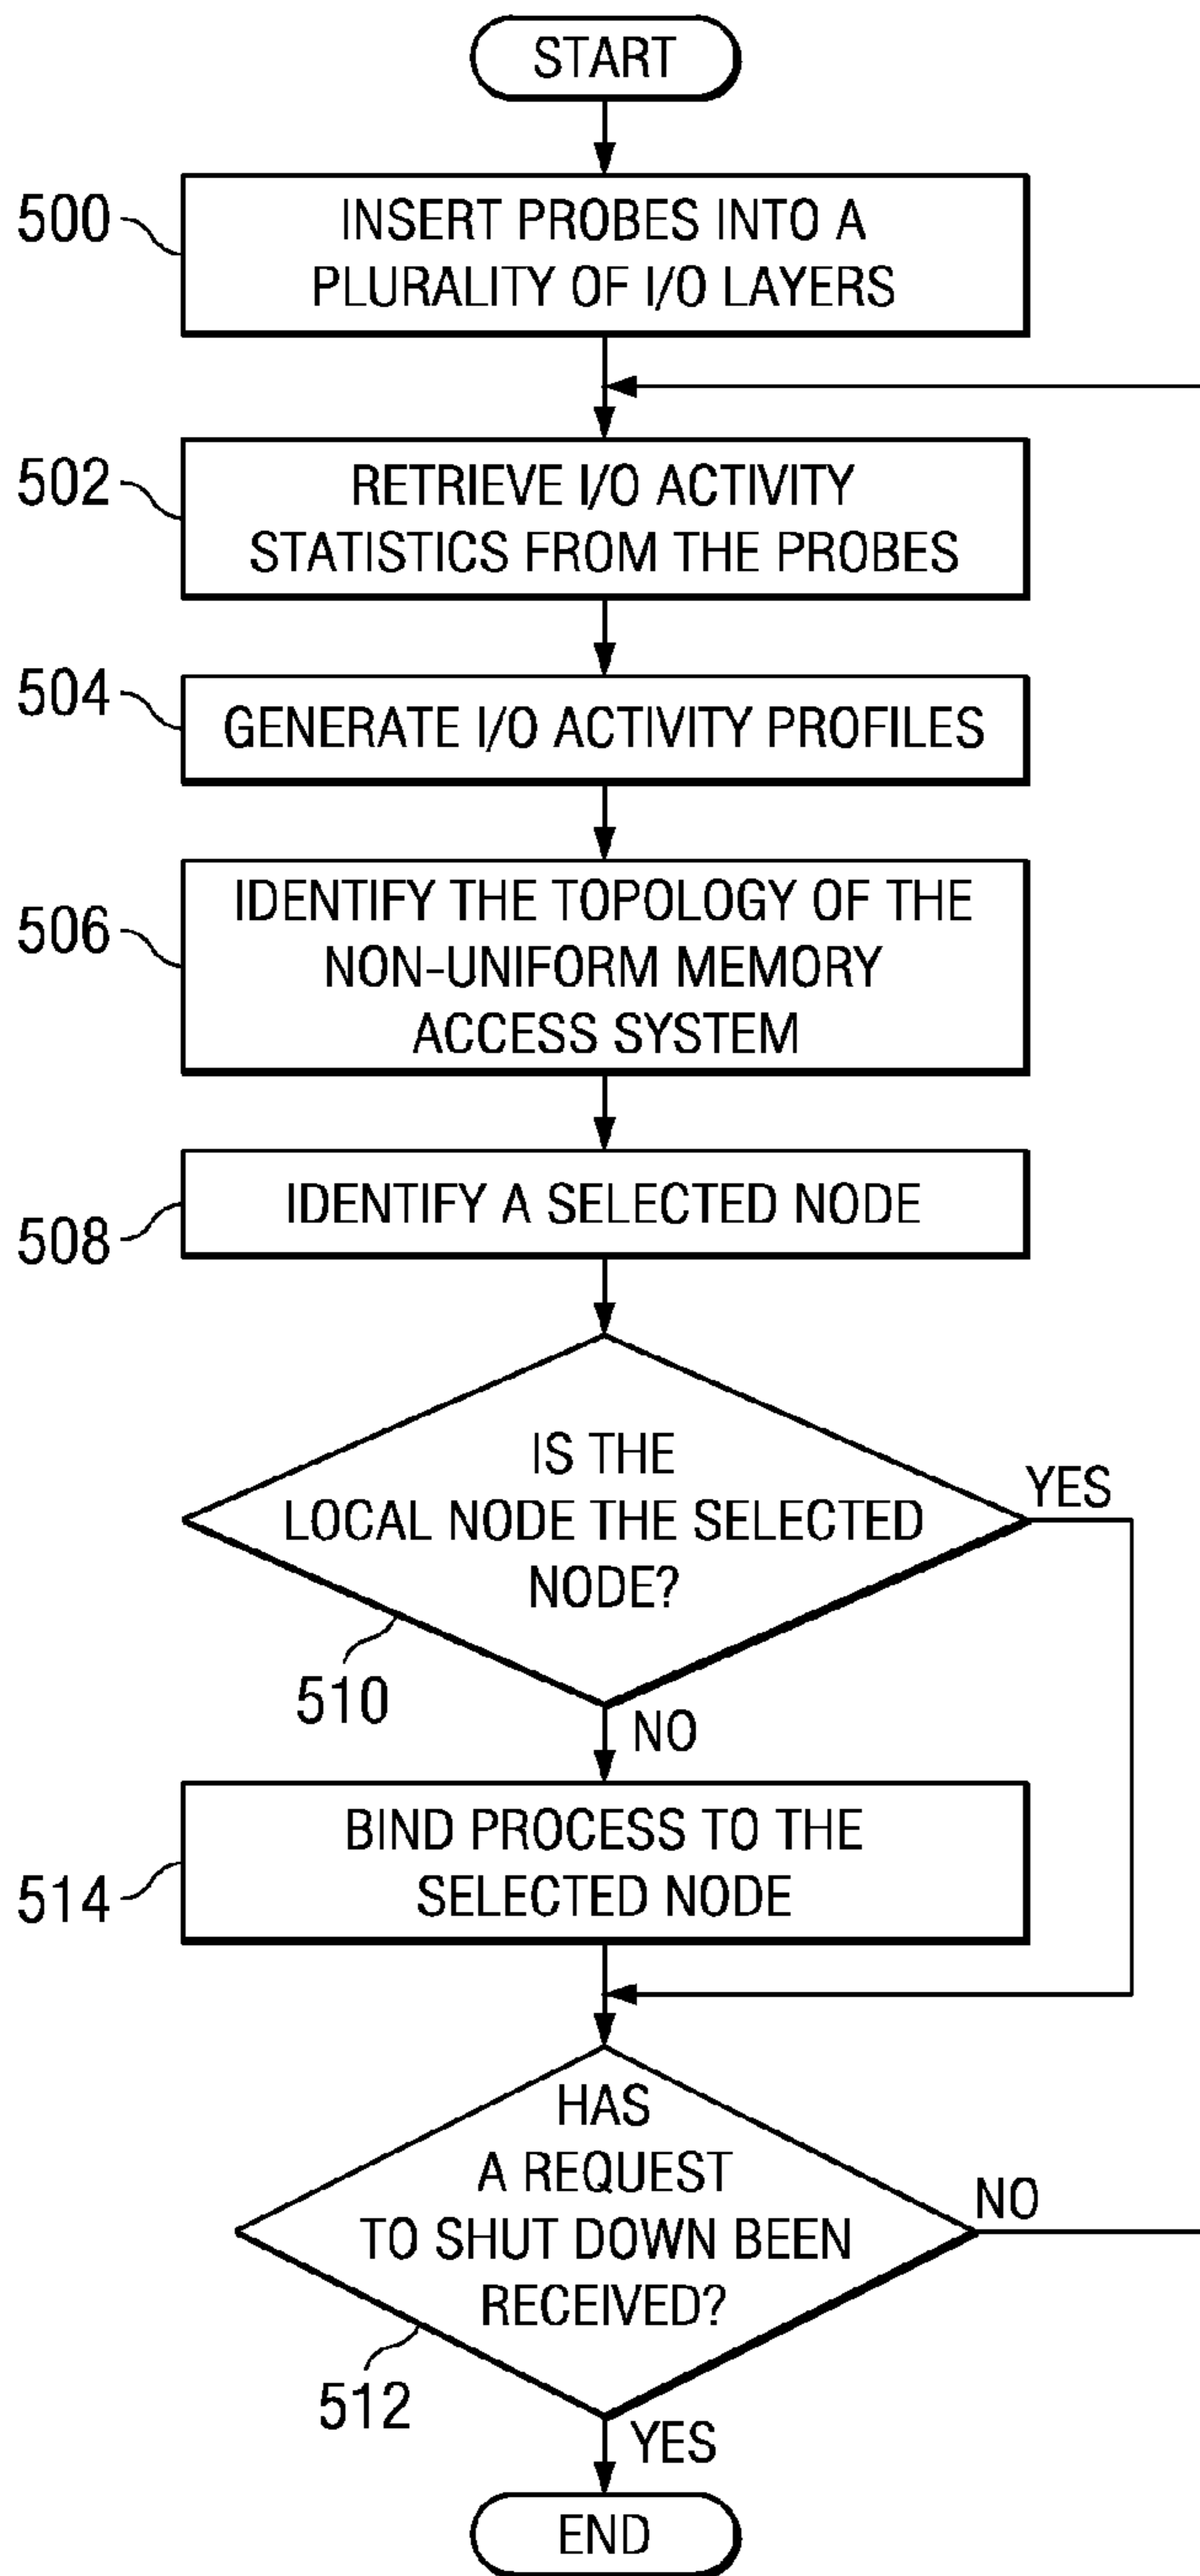 START
500
INSERT PROBES INTO A
PLURALITY OF I/O LAYERS
502
RETRIEVE I/O ACTIVITY
STATISTICS FROM THE PROBES
504
GENERATE I/O ACTIVITY PROFILES
506
IDENTIFY THE TOPOLOGY OF THE
NON-UNIFORM MEMORY
ACCESS SYSTEM
508
IDENTIFY A SELECTED NODE
IS THE
LOCAL NODE THE SELECTED
NODE?
YES
510
NO
514
BIND PROCESS TO THE
SELECTED NODE
HAS
A REQUEST
TO SHUT DOWN BEEN
RECEIVED?
NO
512
YES
END